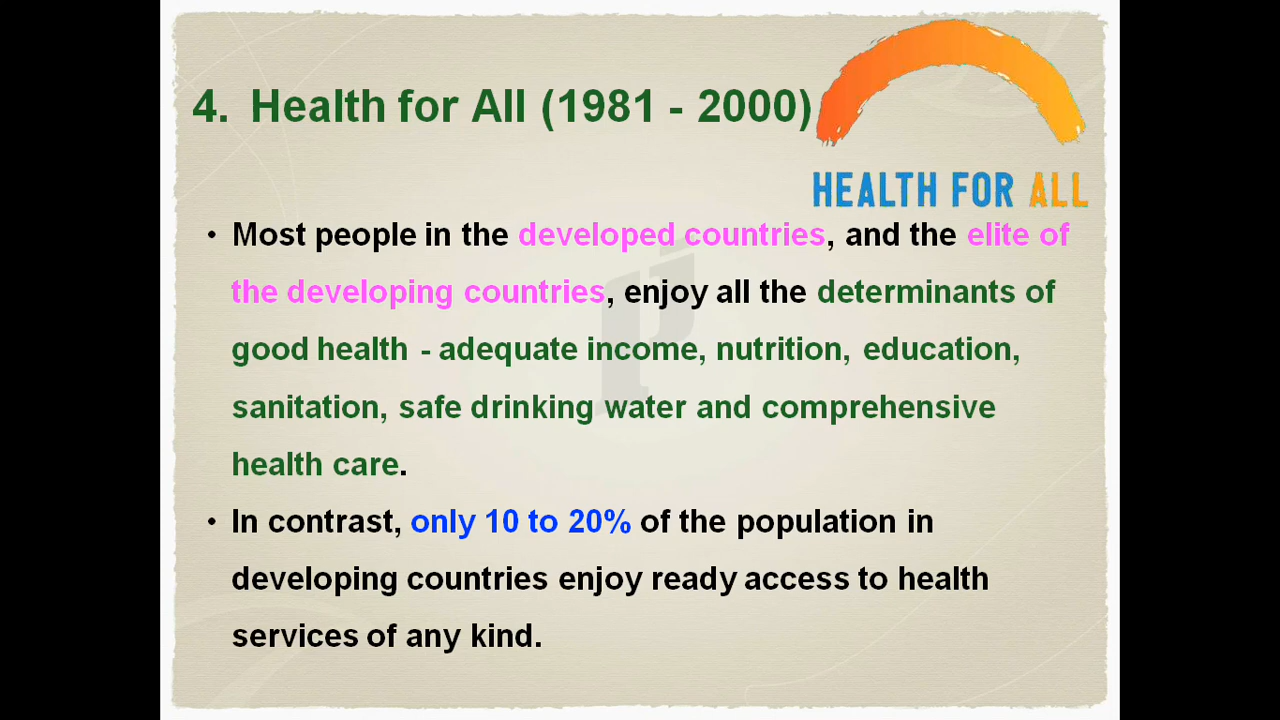 4. Health for All (1981 - 2000)
HEALTH FOR ALL
• Most people in the developed countries, and the elite of
the developing countries, enjoy all the determinants of
good health - adequate income, nutrition, education,
sanitation, safe drinking water and comprehensive
health care.
• In contrast, only 10 to 20% of the population in
developing countries enjoy ready access to health
services of any kind.